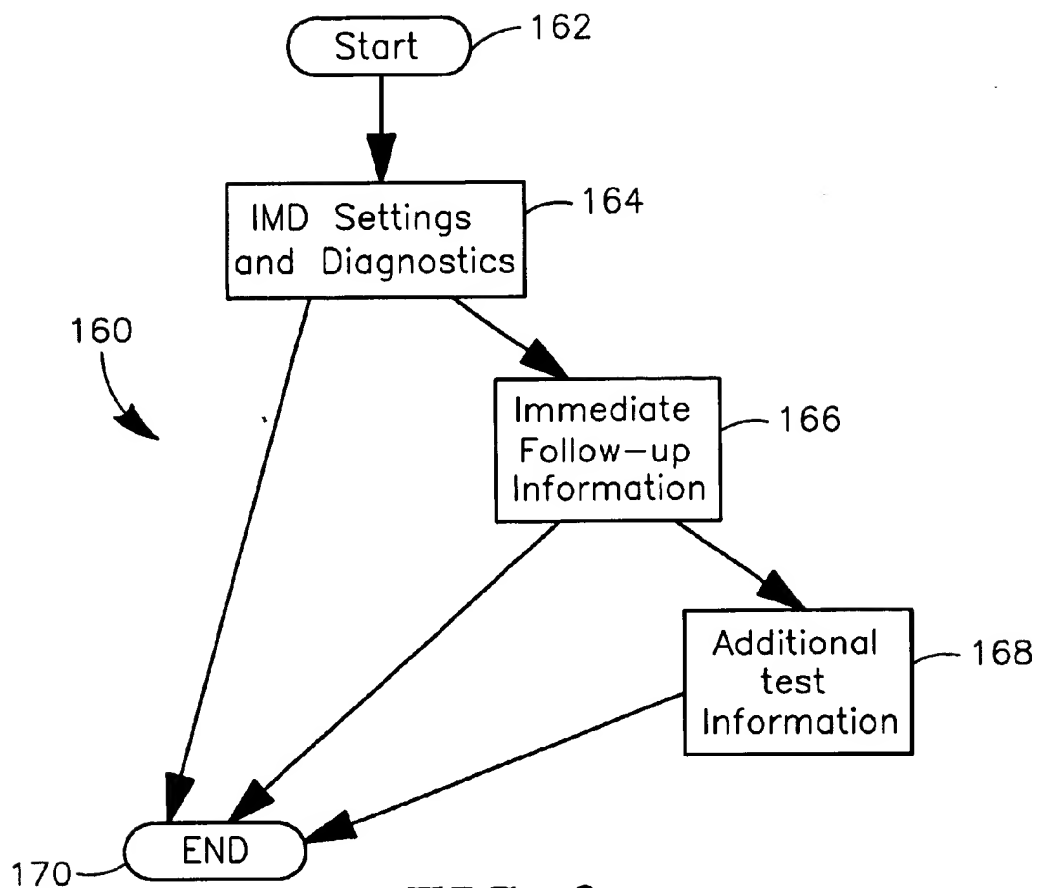 Start
162
IMD Settings
and Diagnostics
164
160
Immediate
Follow-up
Information
166
Additional
test
Information
168
END
170